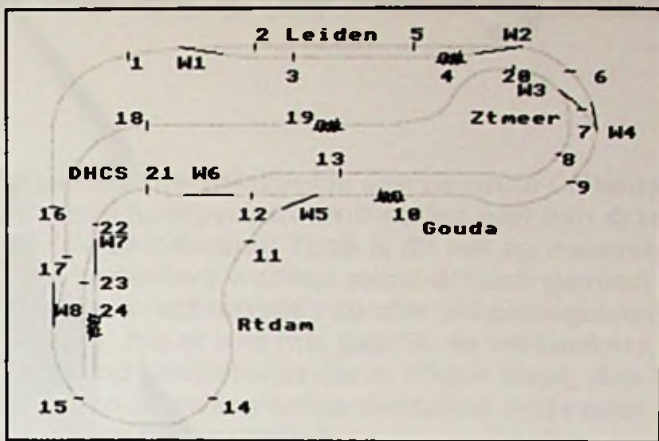 2 Leiden 5 W2
1 W1 3 4 20 6
W3
18 19 Ztmeer 7 W4
13 8
DHCS 21 W6 9
16 12 W5 10
22 Gouda
W7 11
17
23
W8 24 Rtdam
15 14